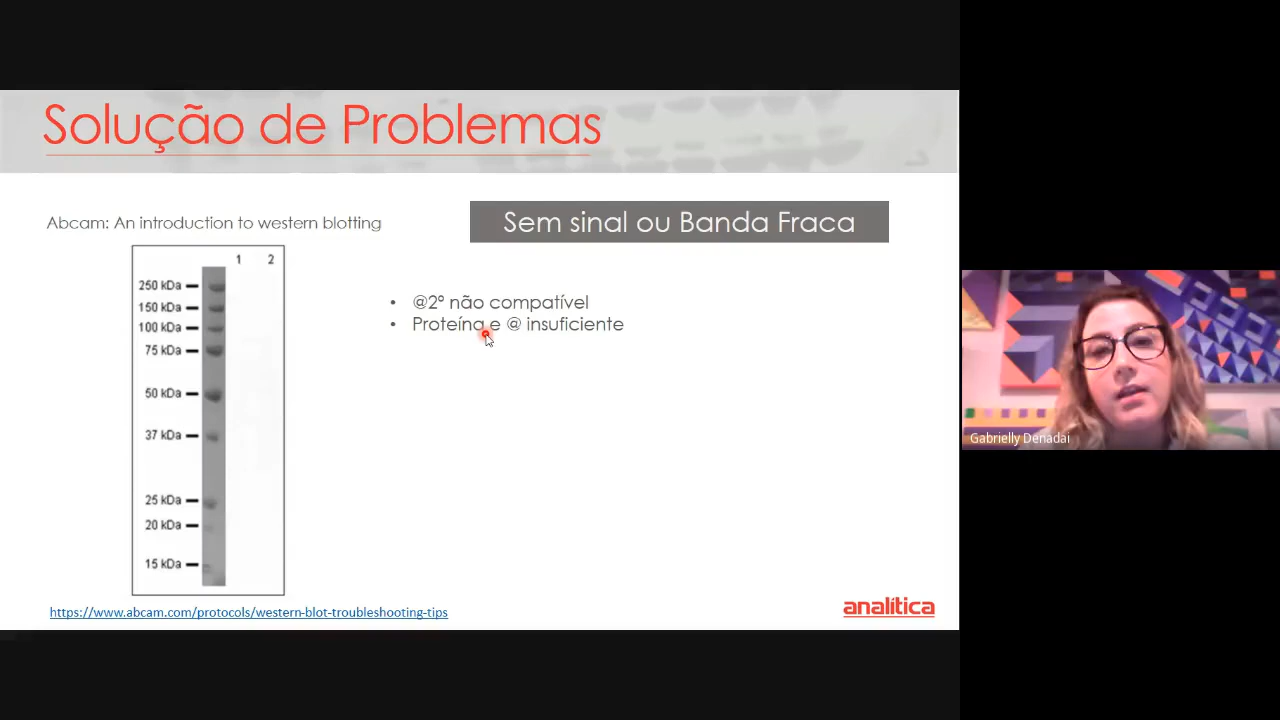 Solução de Problemas
Abcam: An introduction to western blotting
Sem sinal ou Banda Fraca
1 2
250 kDa
150 kDa
100 kDa
75 kDa
50 kDa
37 kDa
25 kDa
20 kDa
15 kDa
• @2º não compatível
• Proteína e @ insuficiente
https://www.abcam.com/protocols/western-blot-troubleshooting-tips
analítica
Gabrielly Denadai